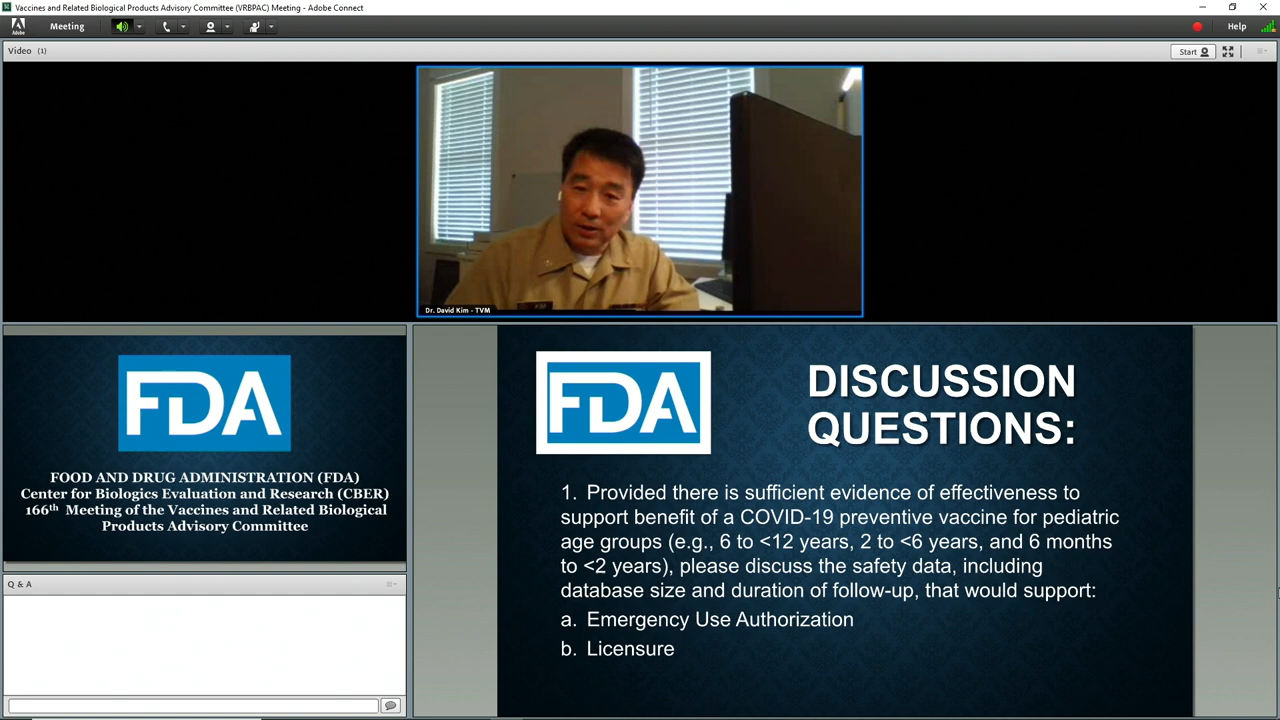 Vaccines and Related Biological Products Advisory Committee (VRBPAC) Meeting - Adobe Connect
Adobe
Meeting
Help
Video (1)
Start
KIM
Dr. David Kim - TVM
FDA
FOOD AND DRUG ADMINISTRATION (FDA)
Center for Biologics Evaluation and Research (CBER)
166th Meeting of the Vaccines and Related Biological
Products Advisory Committee
Q & A
FDA
DISCUSSION
QUESTIONS:
1. Provided there is sufficient evidence of effectiveness to
support benefit of a COVID-19 preventive vaccine for pediatric
age groups (e.g., 6 to <12 years, 2 to <6 years, and 6 months
to <2 years), please discuss the safety data, including
database size and duration of follow-up, that would support:
a. Emergency Use Authorization
b. Licensure